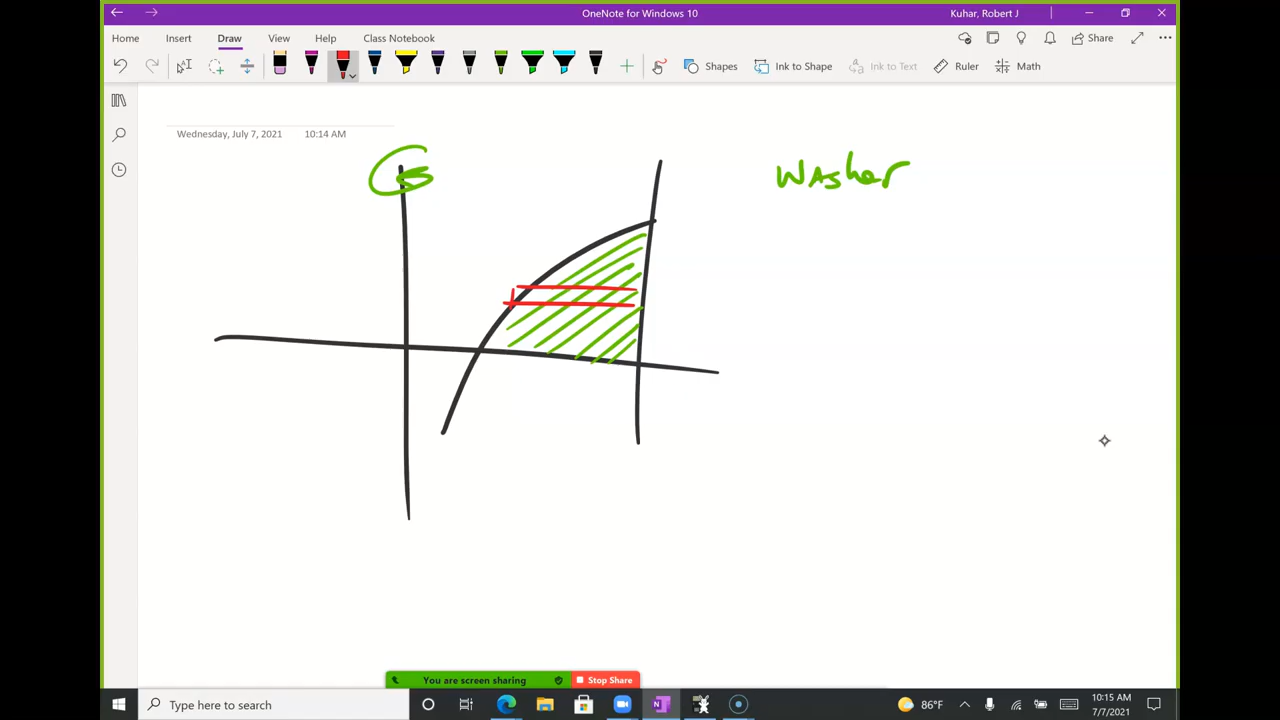 OneNote for Windows 10
Kuhar, Robert J
Home Insert Draw View Help Class Notebook
Share
Shapes Ink to Shape Ink to Text Ruler Math
Wednesday, July 7, 2021 10:14 AM
Washer
You are screen sharing Stop Share
Type here to search
86°F
10:15 AM
7/7/2021